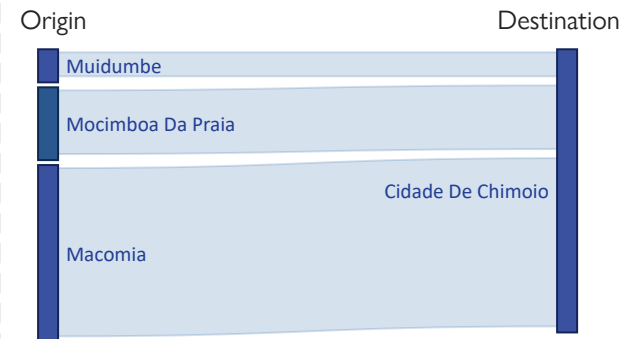 Origin
Destination
Muidumbe
Mocimboa Da Praia
Cidade De Chimoio
Macomia